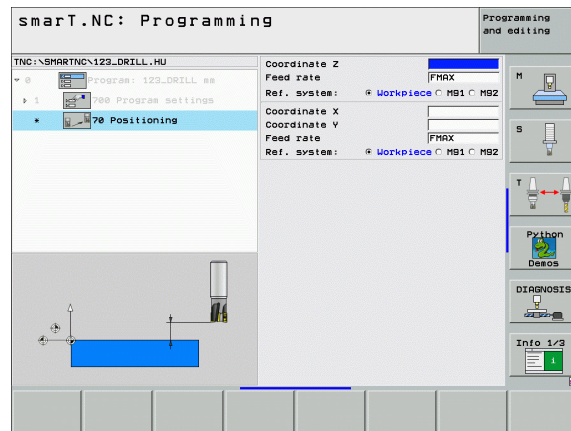 smarT.NC: Programming
Programming
and editing
TNC:\SMARTNC\123_DRILL.HU
0 Program: 123_DRILL mm
1 700 Program settings
* 70 Positioning
Coordinate Z
Feed rate FMAX
Ref. system: Workpiece M91 M92
Coordinate X
Coordinate Y
Feed rate FMAX
Ref. system: Workpiece M91 M92
M
S
T
Python
Demos
DIAGNOSIS
Info 1/3
i